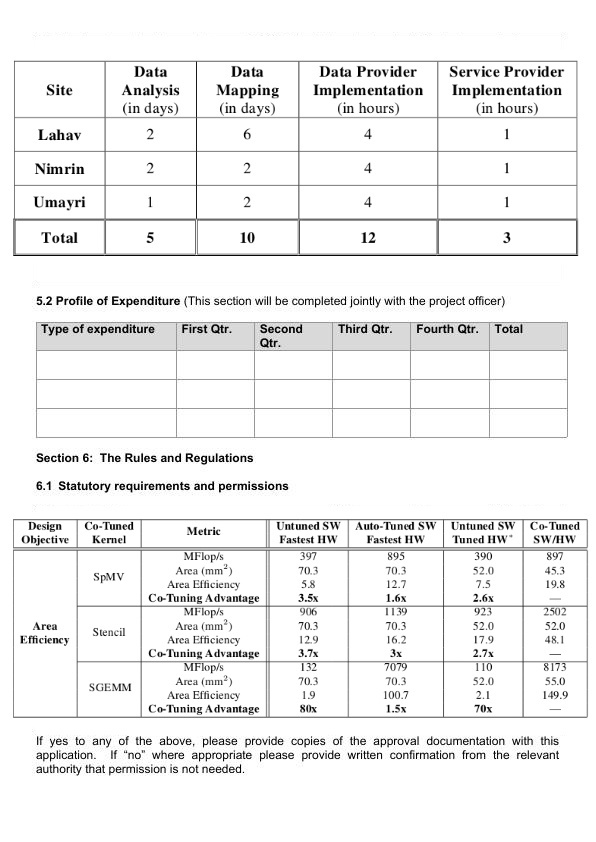 Site Data Analysis (in days) Data Mapping (in days) Data Provider Implementation (in hours) Service Provider Implementation (in hours)
Lahav 2 6 4 1
Nimrin 2 2 4 1
Umayri 1 2 4 1
Total 5 10 12 3
5.2 Profile of Expenditure (This section will be completed jointly with the project officer)
Type of expenditure First Qtr. Second Qtr. Third Qtr. Fourth Qtr. Total
Section 6: The Rules and Regulations
6.1 Statutory requirements and permissions
Design Objective Co-Tuned Kernel Metric Untuned SW Fastest HW Auto-Tuned SW Fastest HW Untuned SW Tuned HW* Co-Tuned SW/HW
Area Efficiency
SpMV
MFlop/s 397 895 390 897
Area (mm²) 70.3 70.3 52.0 45.3
Area Efficiency 5.8 12.7 7.5 19.8
Co-Tuning Advantage 3.5x 1.6x 2.6x —
Stencil
MFlop/s 906 1139 923 2502
Area (mm²) 70.3 70.3 52.0 52.0
Area Efficiency 12.9 16.2 17.9 48.1
Co-Tuning Advantage 3.7x 3x 2.7x —
SGEMM
MFlop/s 132 7079 110 8173
Area (mm²) 70.3 70.3 52.0 55.0
Area Efficiency 1.9 100.7 2.1 149.9
Co-Tuning Advantage 80x 1.5x 70x —
If yes to any of the above, please provide copies of the approval documentation with this
application. If “no” where appropriate please provide written confirmation from the relevant
authority that permission is not needed.